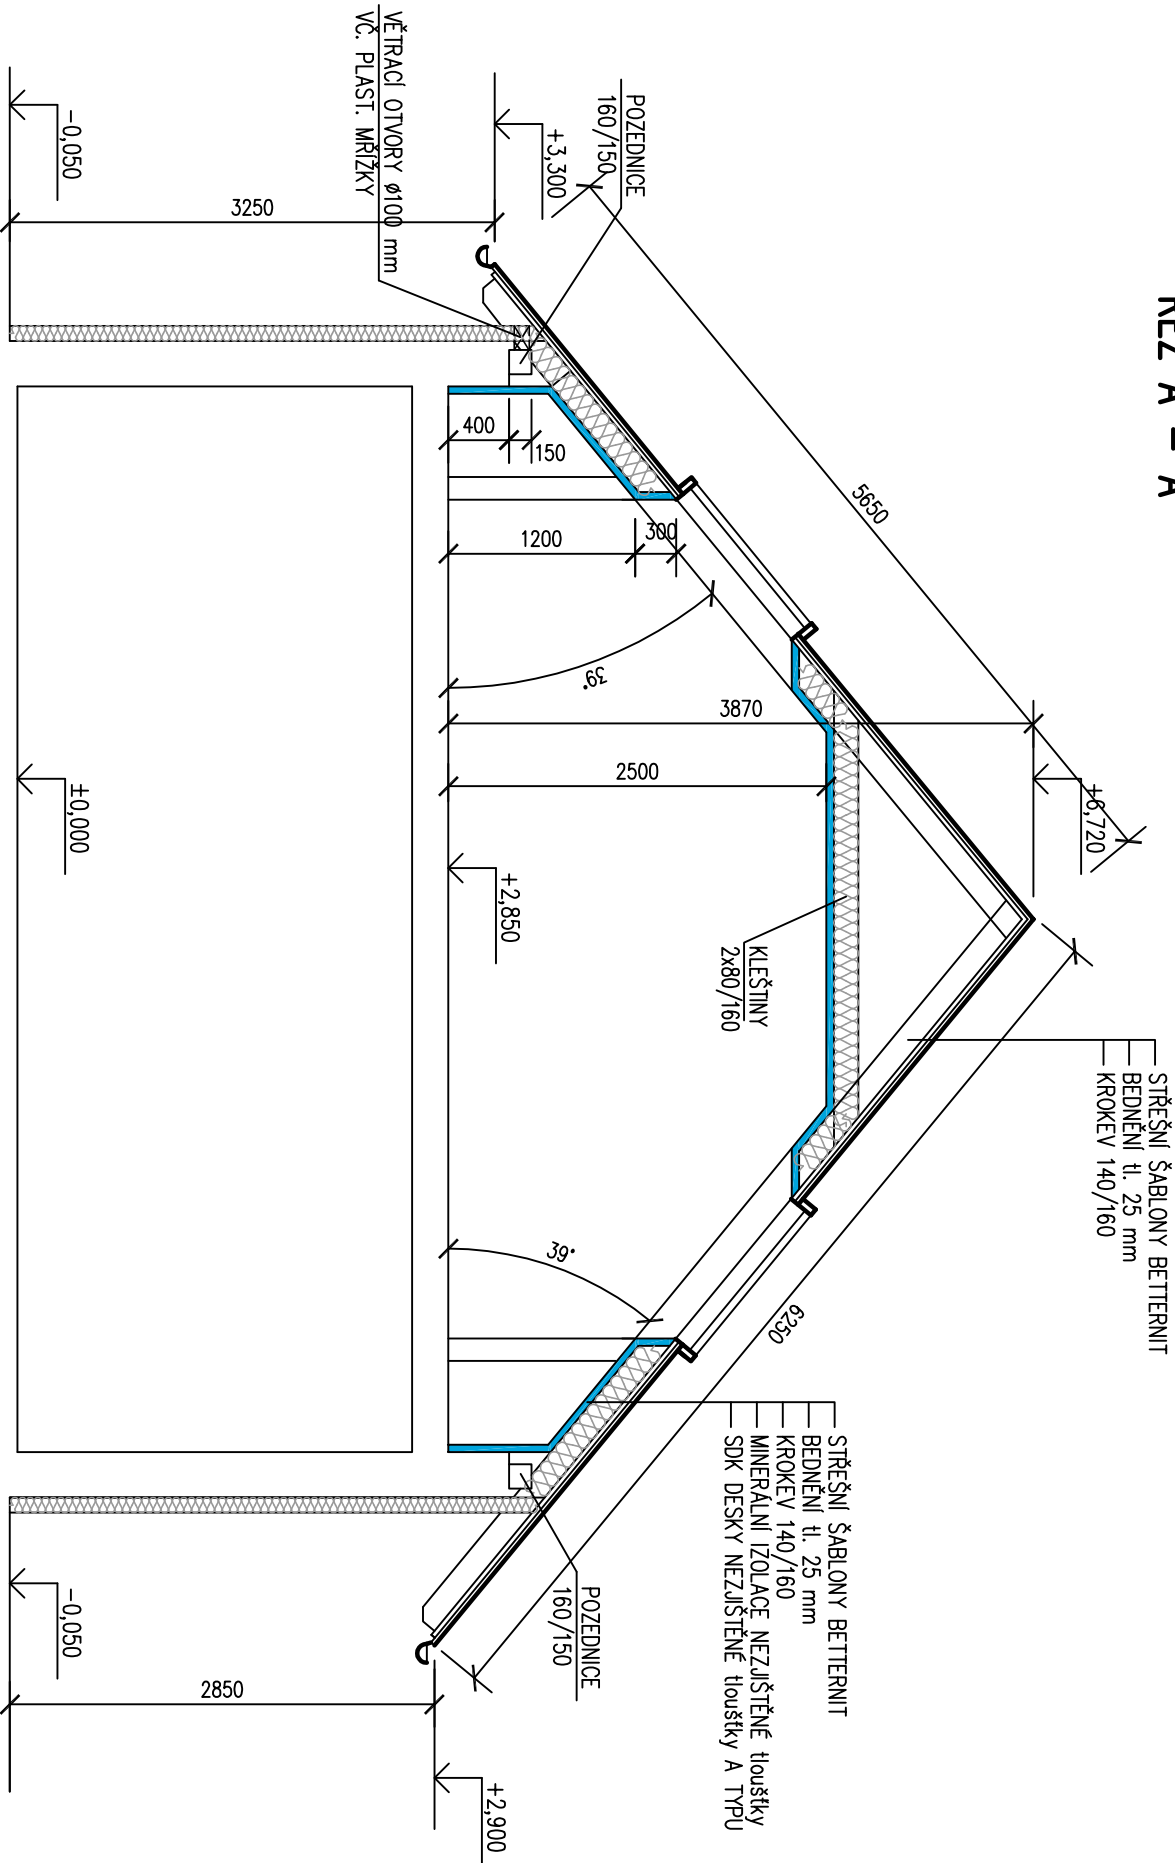 ŘEZ A - A
STŘEŠNÍ ŠABLONY BETTERNIT
BEDNĚNÍ tl. 25 mm
KROKEV 140/160
+6,720
5650
6250
STŘEŠNÍ ŠABLONY BETTERNIT
BEDNĚNÍ tl. 25 mm
KROKEV 140/160
MINERÁLNÍ IZOLACE NEZJIŠTĚNÉ tloušťky
SDK DESKY NEZJIŠTĚNÉ tloušťky A TYPU
KLEŠTINY
2x80/160
3870
2500
39°
39°
POZEDNICE
160/150
+3,300
300
1200
150
400
VĚTRACÍ OTVORY ø100 mm
VČ. PLAST. MŘÍŽKY
POZEDNICE
160/150
+2,850
+2,900
3250
2850
±0,000
-0,050
-0,050